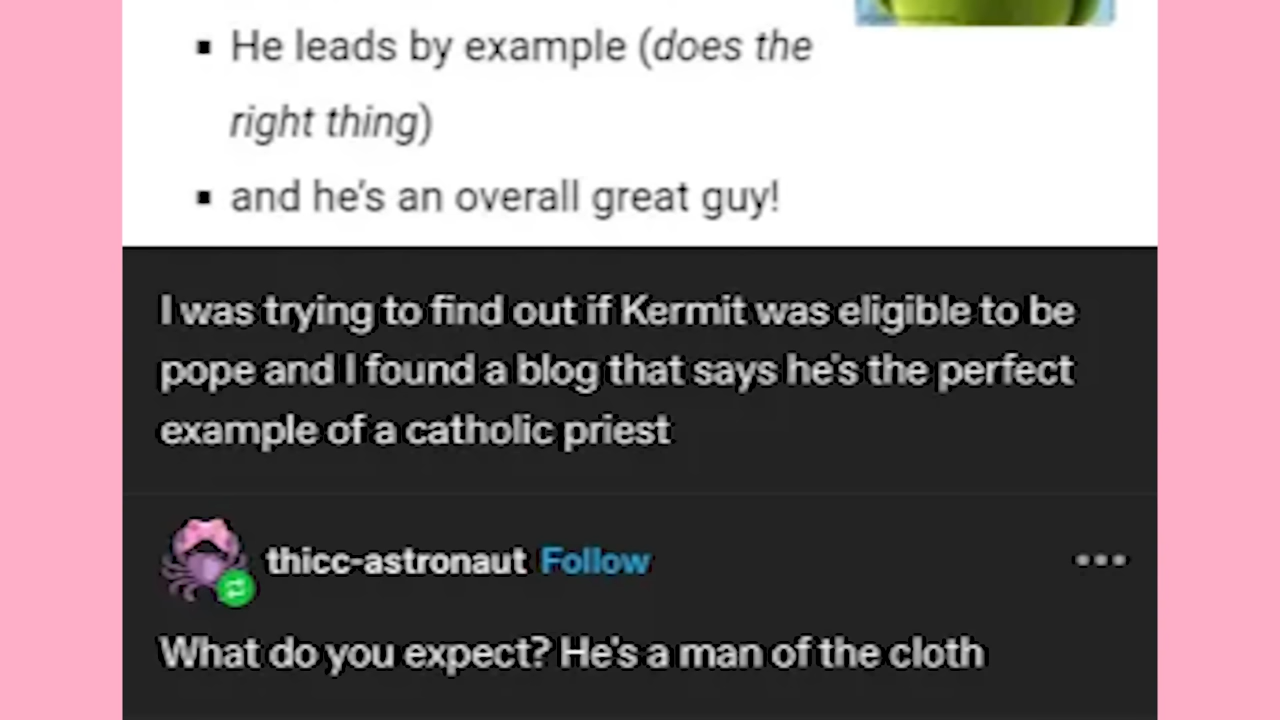 ▪ He leads by example (does the
right thing)
▪ and he's an overall great guy!
I was trying to find out if Kermit was eligible to be
pope and I found a blog that says he's the perfect
example of a catholic priest
thicc-astronaut Follow
What do you expect? He's a man of the cloth